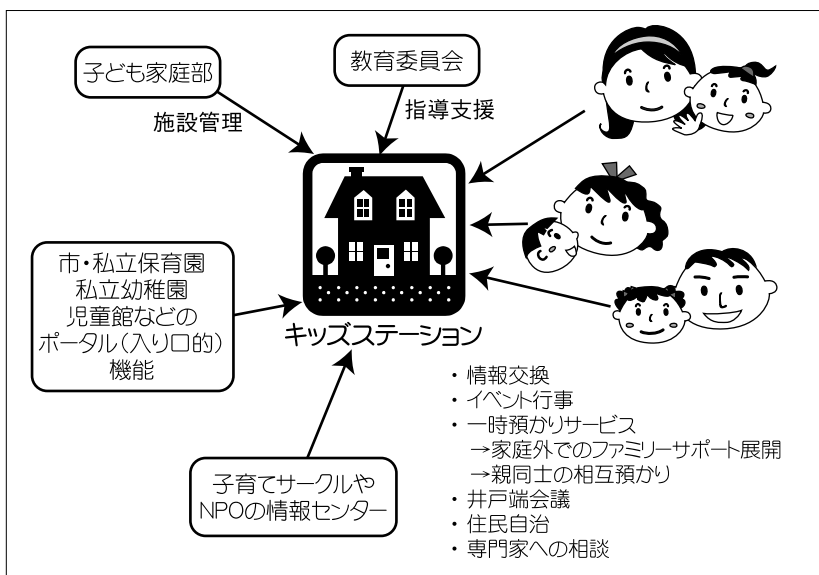 子ども家庭部
教育委員会
施設管理
指導支援
市・私立保育園
私立幼稚園
児童館などの
ポータル(入り口的)
機能
キッズステーション
子育てサークルや
NPOの情報センター
・情報交換
・イベント行事
・一時預かりサービス
→家庭外でのファミリーサポート展開
→親同士の相互預かり
・井戸端会議
・住民自治
・専門家への相談